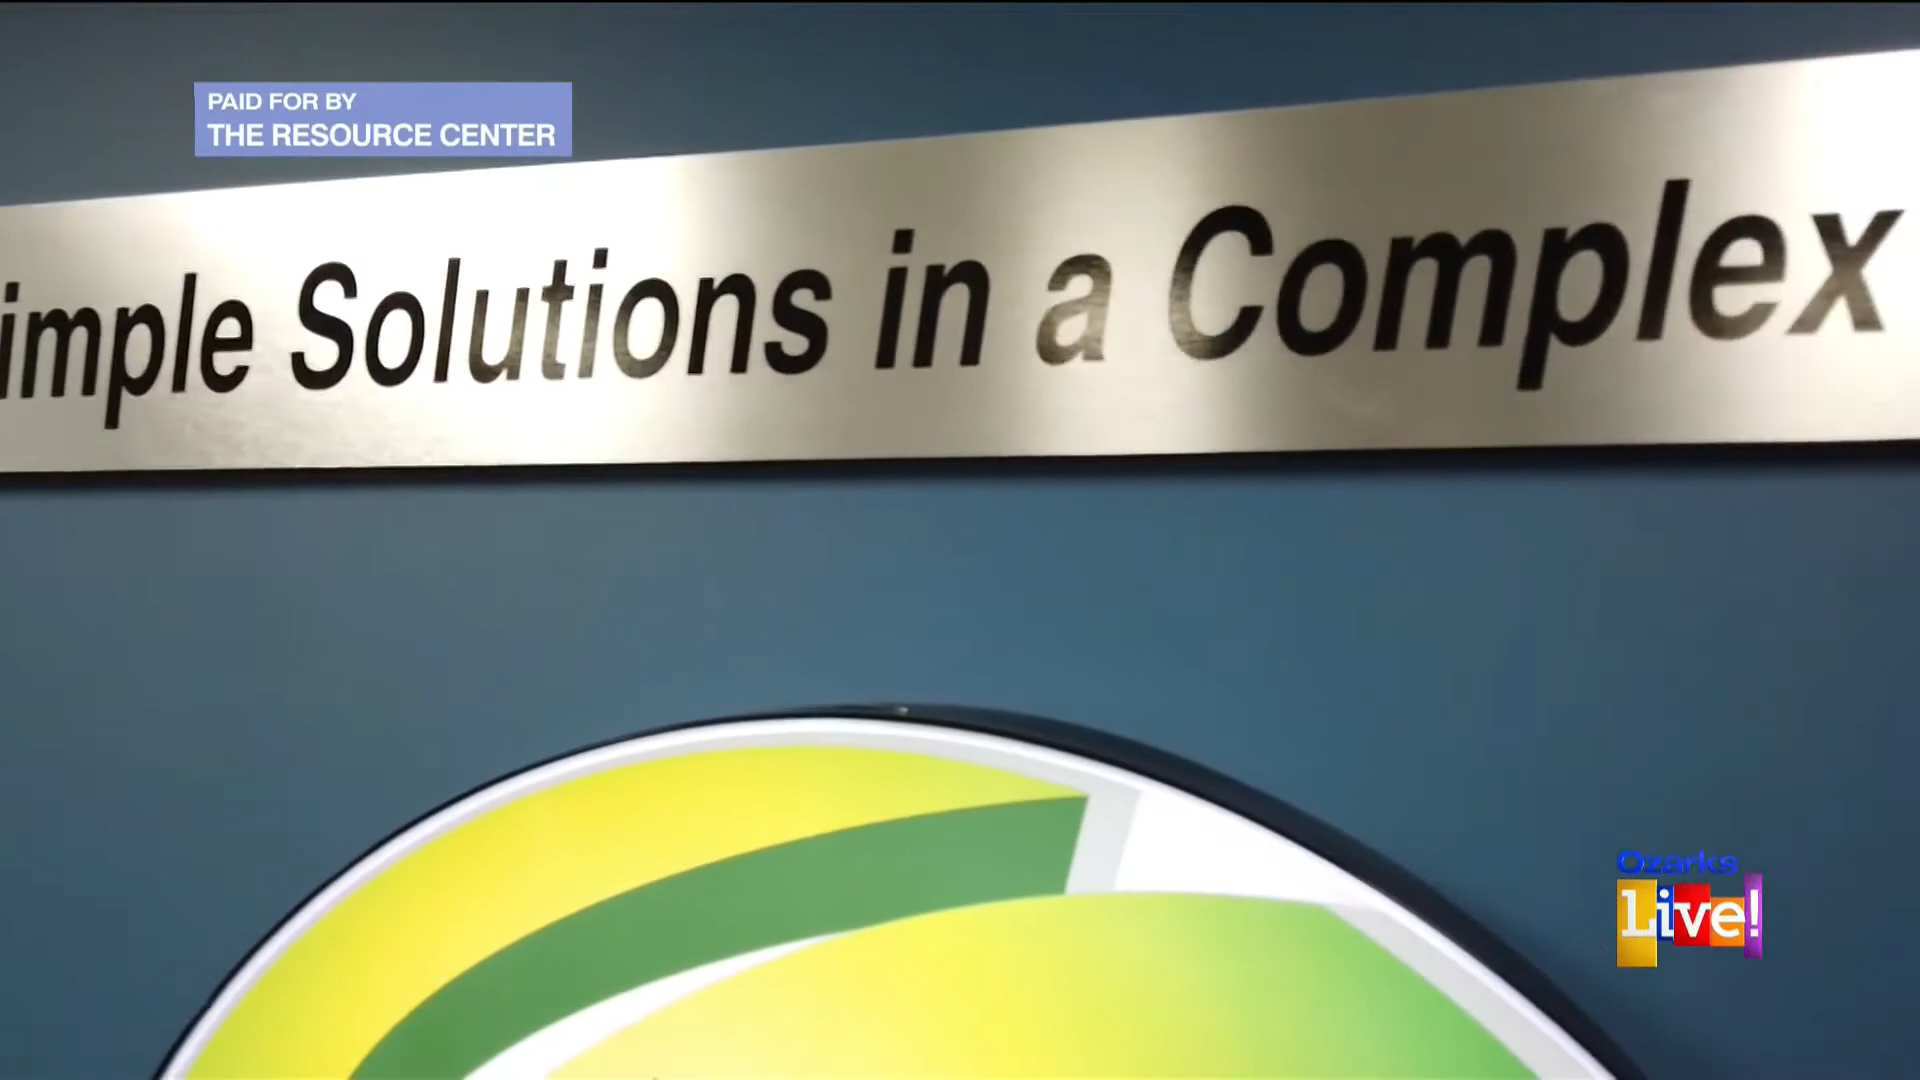 PAID FOR BY
THE RESOURCE CENTER
imple Solutions in a Complex
Ozarks
Live!